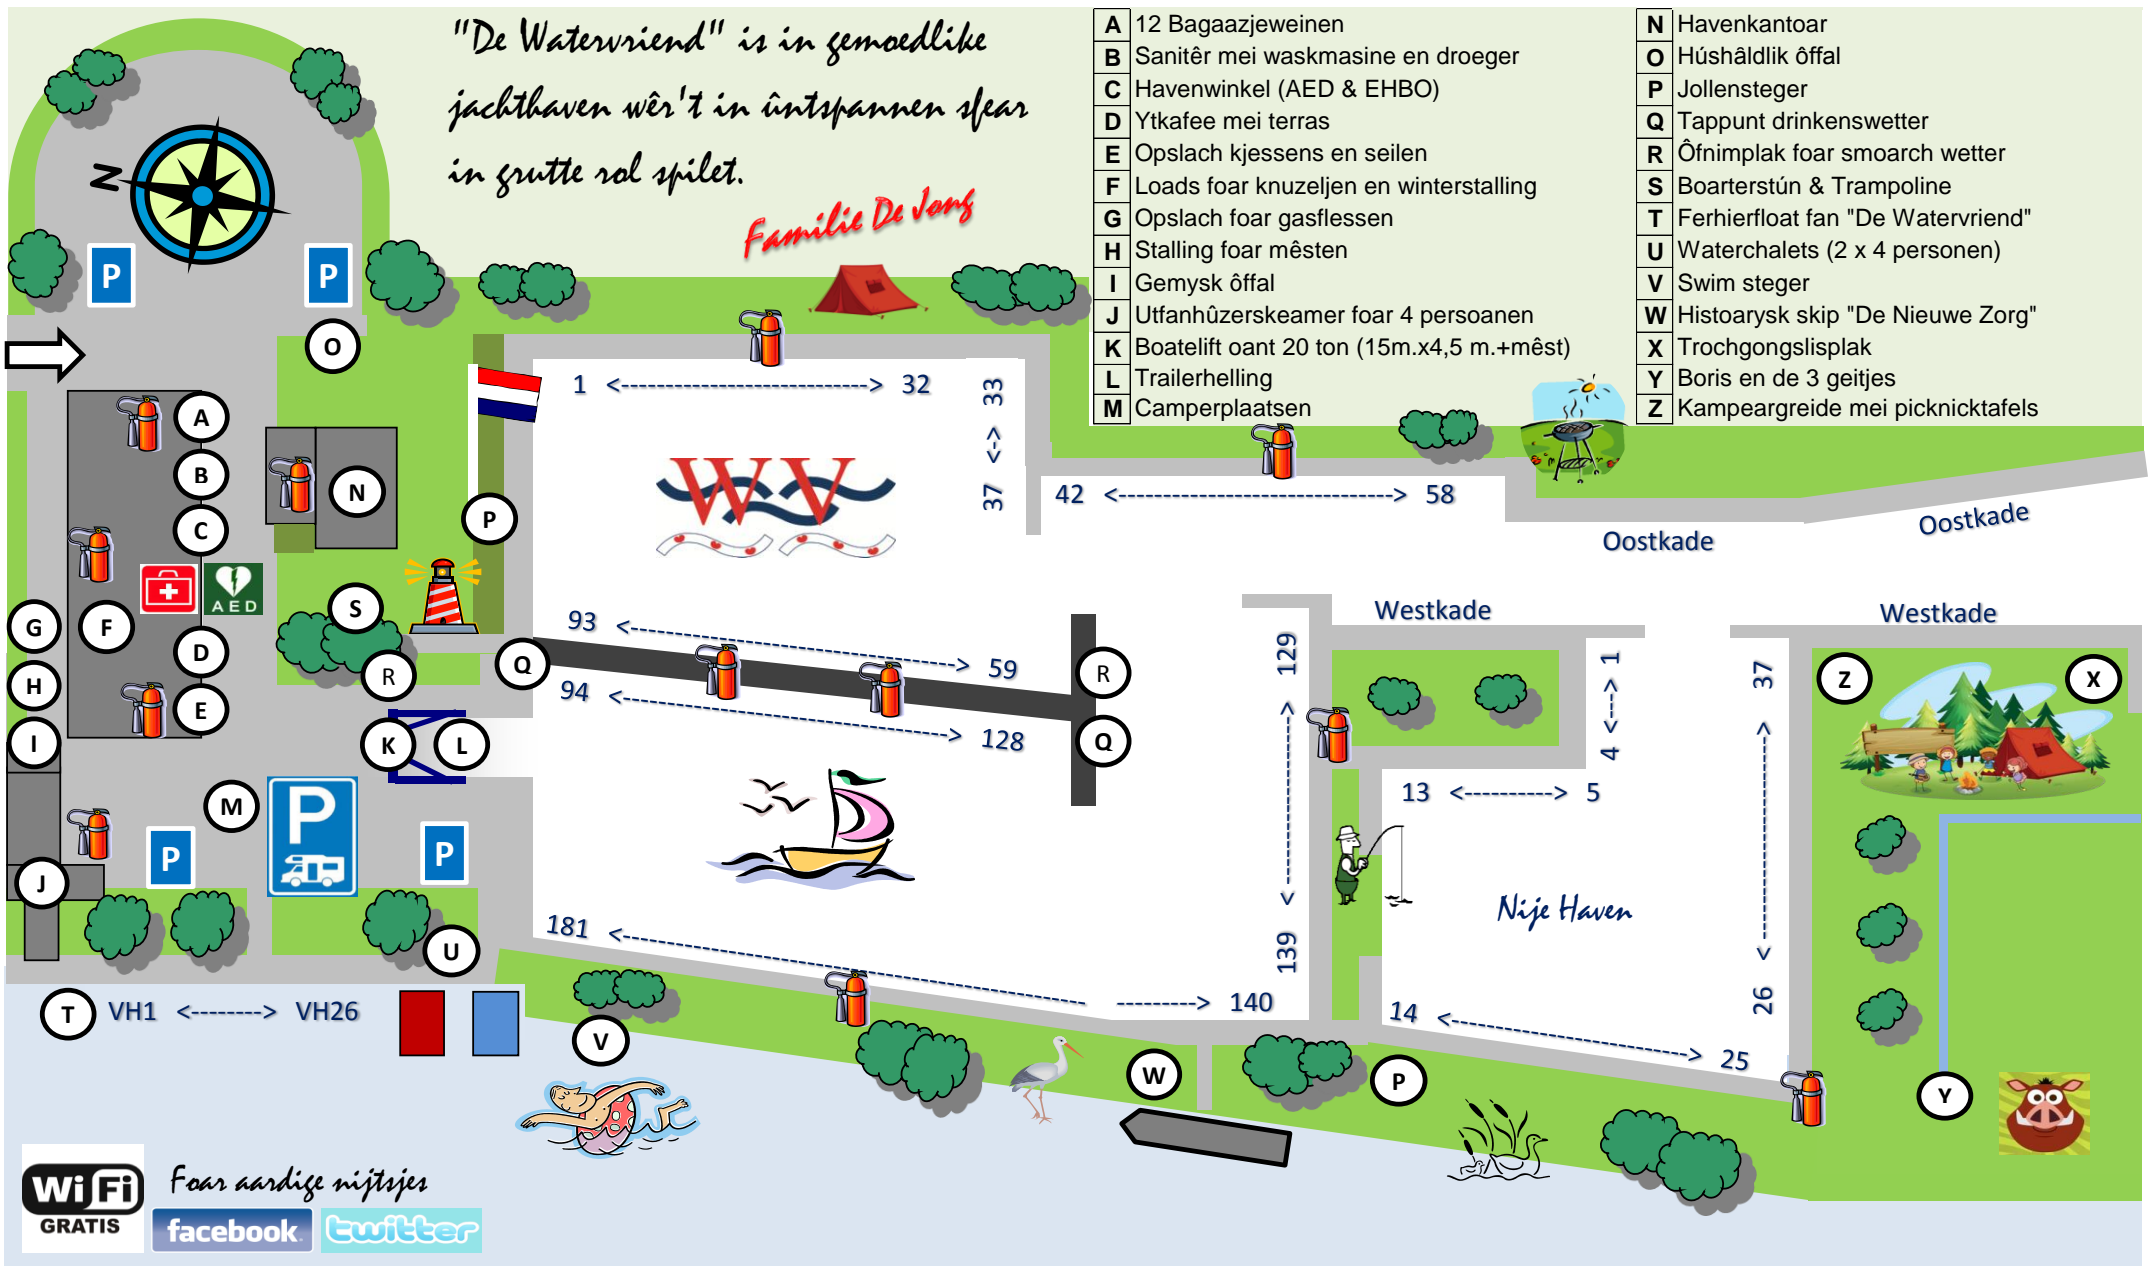 "De Watervriend" is in gemoedlike
jachthaven wêr't in ûntspannen sfear
in grutte rol spilet.
Familie De Jong
A 12 Bagaazjeweinen
B Sanitêr mei waskmasine en droeger
C Havenwinkel (AED & EHBO)
D Ytkafee mei terras
E Opslach kjessens en seilen
F Loads foar knuzeljen en winterstalling
G Opslach foar gasflessen
H Stalling foar mêsten
I Gemysk ôffal
J Utfanhûzerskeamer foar 4 persoanen
K Boatelift oant 20 ton (15m.x4,5 m.+mêst)
L Trailerhelling
M Camperplaatsen
N Havenkantoar
O Húshâldlik ôffal
P Jollensteger
Q Tappunt drinkenswetter
R Ôfnimplak foar smoarch wetter
S Boarterstún & Trampoline
T Ferhierfloat fan "De Watervriend"
U Waterchalets (2 x 4 personen)
V Swim steger
W Histoarysk skip "De Nieuwe Zorg"
X Trochgongslisplak
Y Boris en de 3 geitjes
Z Kampeargreide mei picknicktafels
N
P
P
O
1 <---------------------------> 32
33 <-> 37
A
B
N
C
P
WV
42 <-------------------------------> 58
Oostkade
Oostkade
AED
G
F
S
D
H
R
E
Q
I
K
L
93 <-----------------------------------> 59
94 <-----------------------------------> 128
R
Q
129 <-----------------> 139
Westkade
Westkade
1 <--> 4
37 <-----------------------> 26
Z
X
13 <----------> 5
M
P
P
P
J
U
Nije Haven
181 <----------------------------------------------- --------> 140
14 <-------------------------> 25
T VH1 <--------> VH26
V
W
P
Y
WiFi
GRATIS
Foar aardige nijtsjes
facebook
twitter